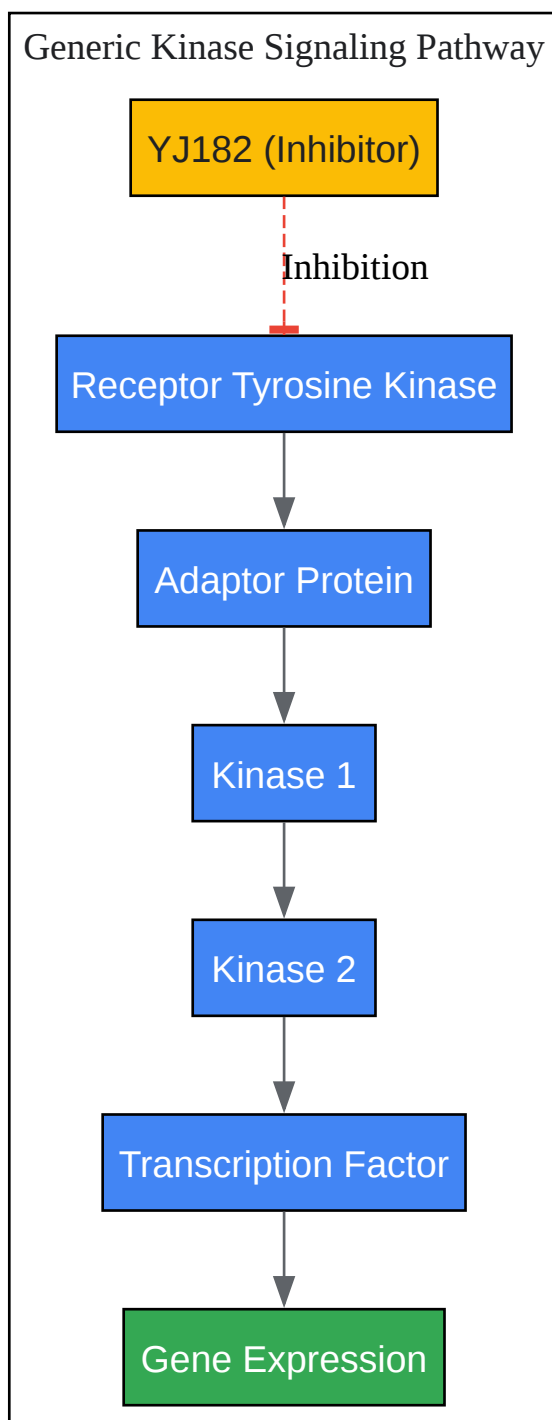 Generic Kinase Signaling Pathway
YJ182 (Inhibitor)
Inhibition
Receptor Tyrosine Kinase
Adaptor Protein
Kinase 1
Kinase 2
Transcription Factor
Gene Expression